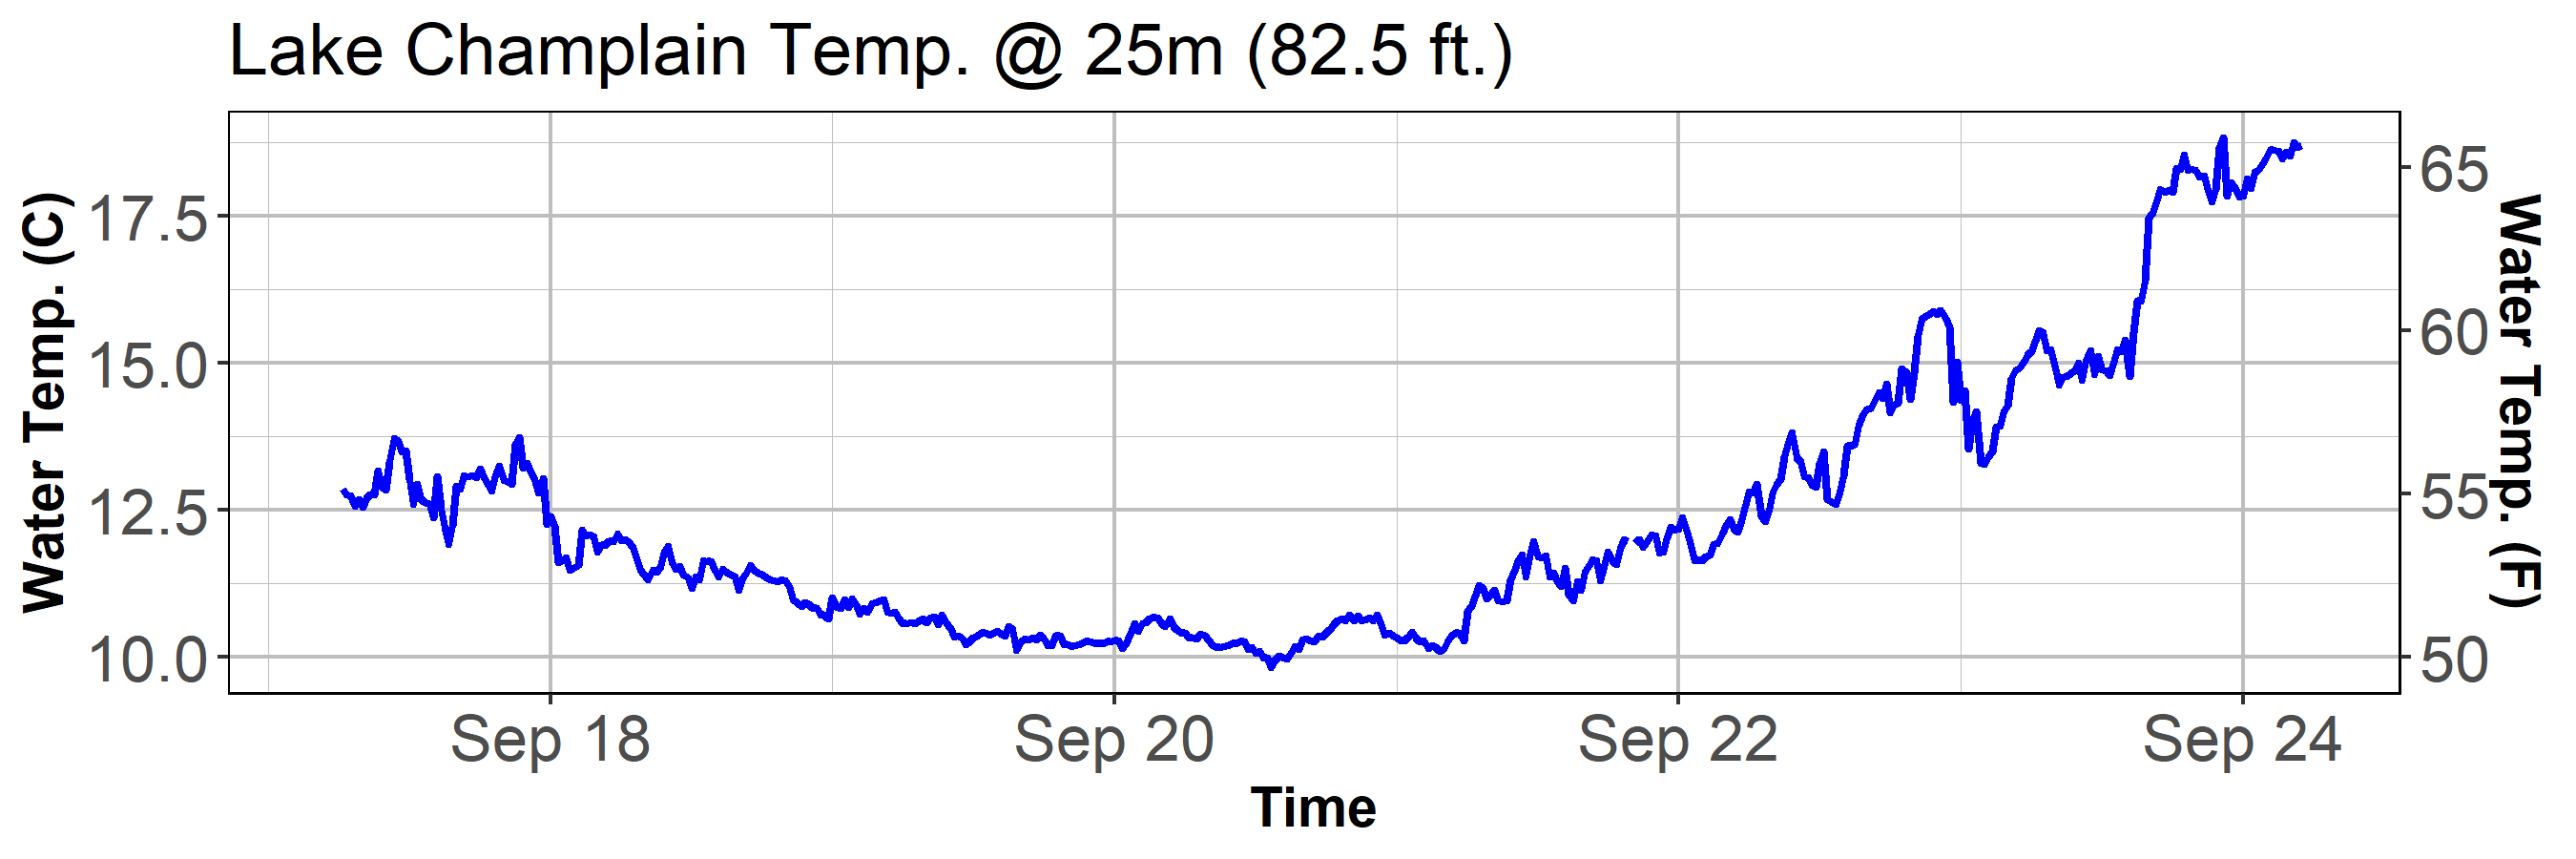 Lake Champlain Temp. @ 25m (82.5 ft.)
Water Temp. (C)
17.5
15.0
12.5
10.0
65
60
55
50
Water Temp. (F)
Sep 18
Sep 20
Sep 22
Sep 24
Time